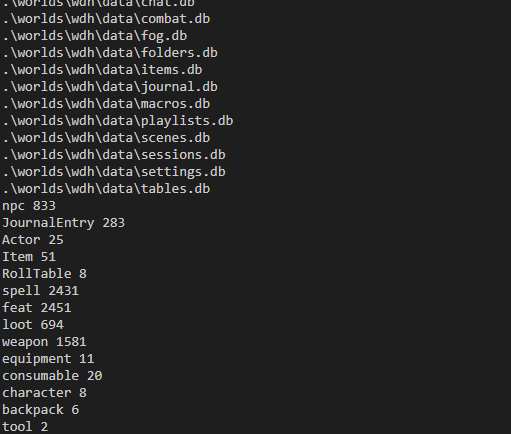 .\worlds\wdh\data\chat.db
.\worlds\wdh\data\combat.db
.\worlds\wdh\data\fog.db
.\worlds\wdh\data\folders.db
.\worlds\wdh\data\items.db
.\worlds\wdh\data\journal.db
.\worlds\wdh\data\macros.db
.\worlds\wdh\data\playlists.db
.\worlds\wdh\data\scenes.db
.\worlds\wdh\data\sessions.db
.\worlds\wdh\data\settings.db
.\worlds\wdh\data\tables.db
npc 833
JournalEntry 283
Actor 25
Item 51
RollTable 8
spell 2431
feat 2451
loot 694
weapon 1581
equipment 11
consumable 20
character 8
backpack 6
tool 2